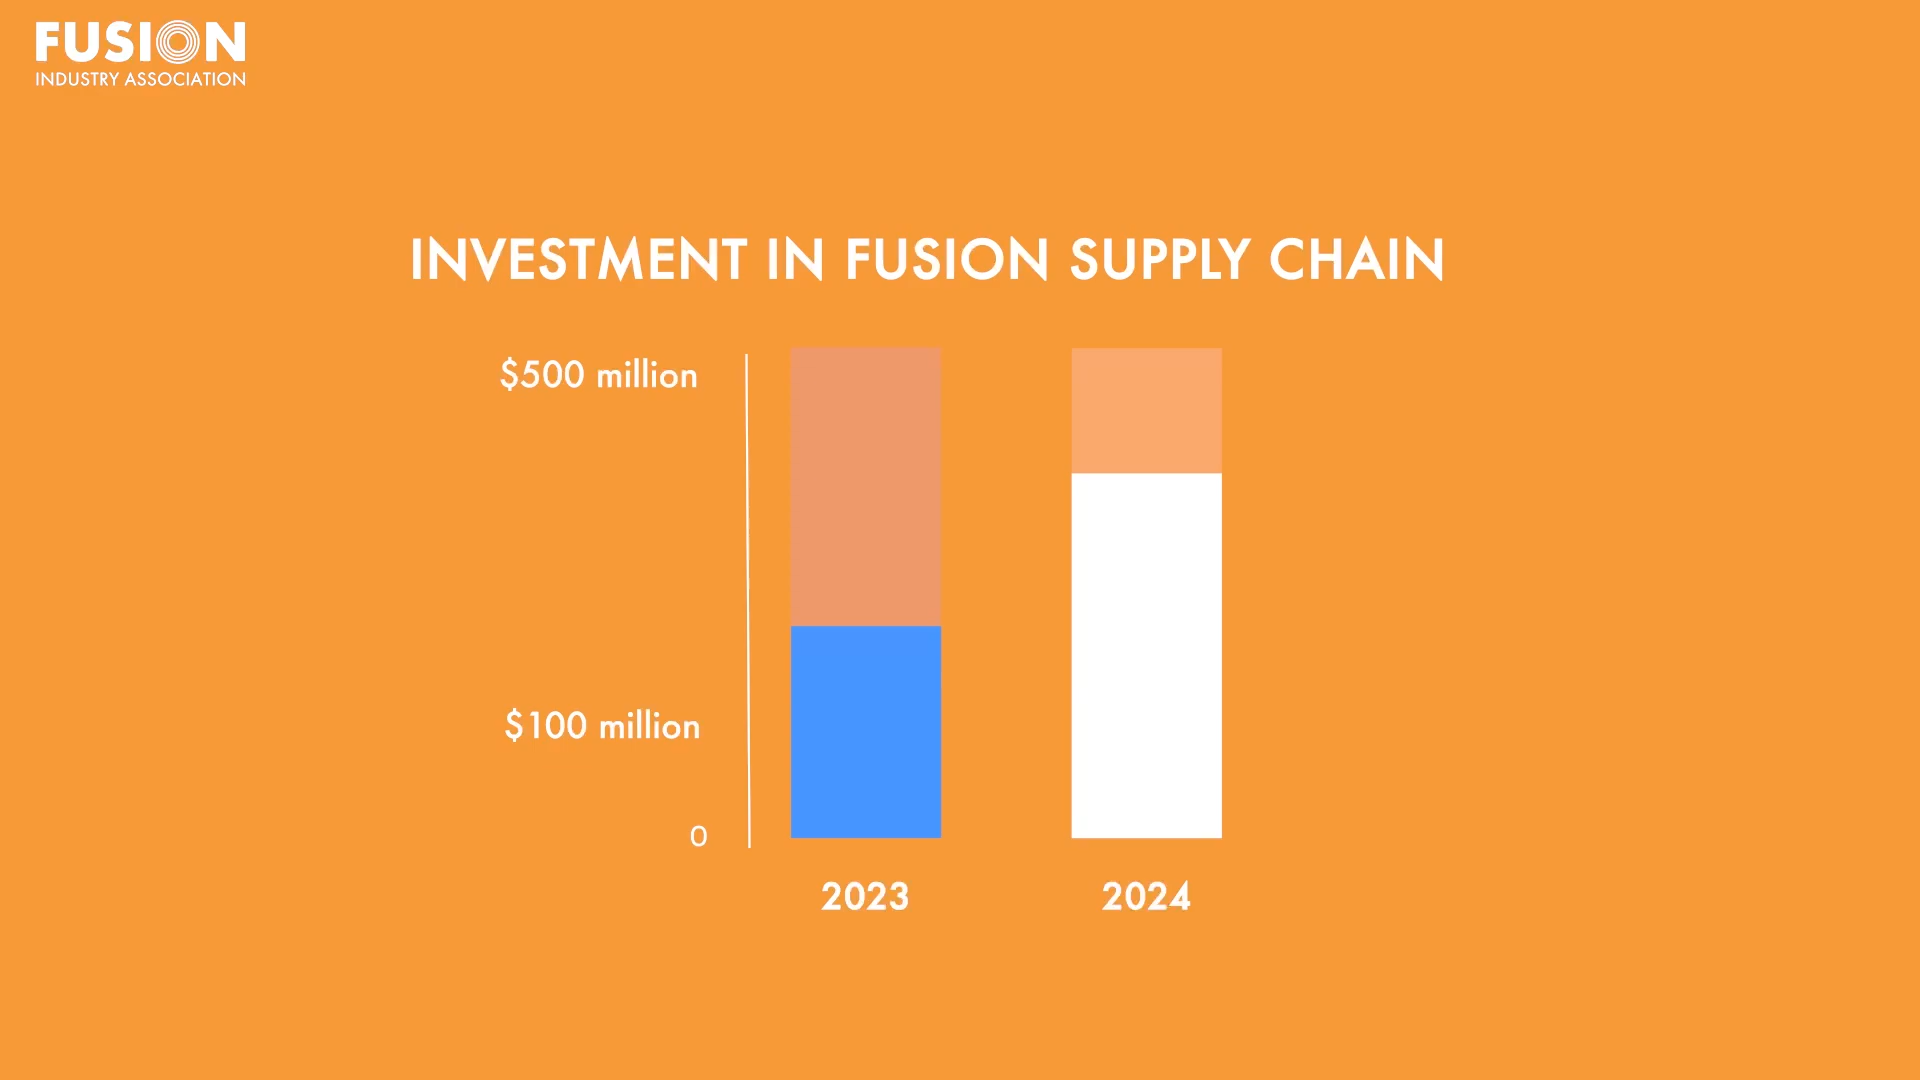 FUSION
INDUSTRY ASSOCIATION
INVESTMENT IN FUSION SUPPLY CHAIN
$500 million
$100 million
0
2023
2024